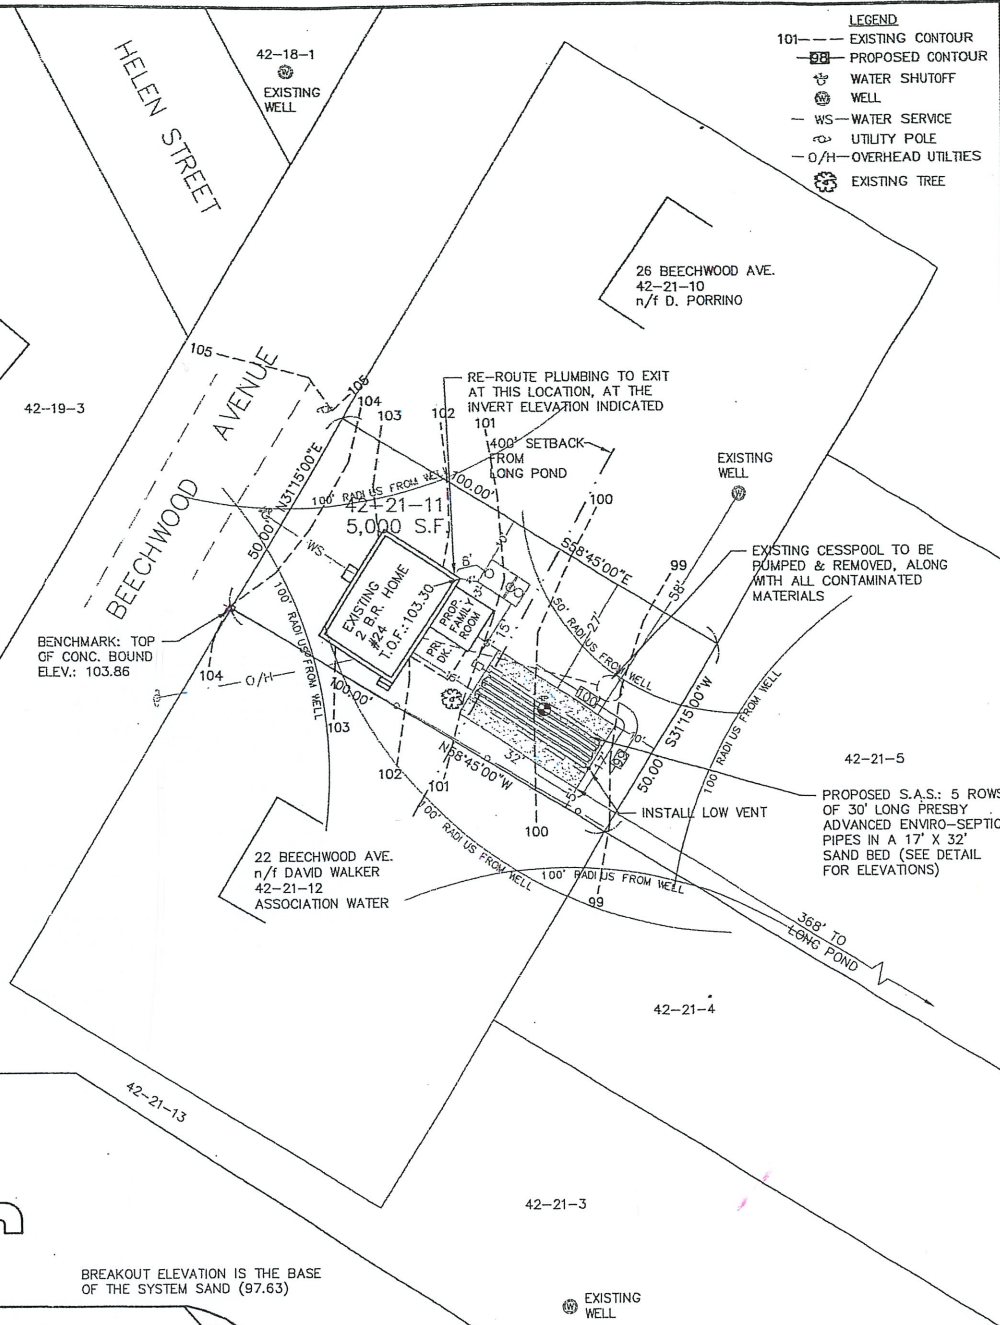 LEGEND
101--- EXISTING CONTOUR
98 PROPOSED CONTOUR
WATER SHUTOFF
W WELL
— WS— WATER SERVICE
UTILITY POLE
—O/H— OVERHEAD UTILTIES
EXISTING TREE
HELEN STREET
42-18-1
W
EXISTING
WELL
26 BEECHWOOD AVE.
42-21-10
n/f D. PORRINO
105
42-19-3
BEECHWOOD AVENUE
RE-ROUTE PLUMBING TO EXIT
AT THIS LOCATION, AT THE
INVERT ELEVATION INDICATED
105
104
103
102
101
400' SETBACK
FROM
LONG POND
100
EXISTING
WELL
W
N31°15'00"E
50.00'
100' RADIUS FROM WELL
100.00'
42-21-11
5,000 S.F.
S58°45'00"E
99
58'
EXISTING CESSPOOL TO BE
PUMPED & REMOVED, ALONG
WITH ALL CONTAMINATED
MATERIALS
WS
EXISTING
2 B.R. HOME
#24
T.O.F.: 103.30
6'
PROP.
FAMILY
ROOM
DK.
15'
27'
50' RADIUS FROM WELL
100' RADIUS FROM WELL
BENCHMARK: TOP
OF CONC. BOUND
ELEV.: 103.86
104
O/H
100.00'
103
102
101
N58°45'00"W
32'
17'
5'
10'
100
98
S31°15'00"W
50.00'
100' RADIUS FROM WELL
42-21-5
PROPOSED S.A.S.: 5 ROWS
OF 30' LONG PRESBY
ADVANCED ENVIRO-SEPTIC
PIPES IN A 17' X 32'
SAND BED (SEE DETAIL
FOR ELEVATIONS)
INSTALL LOW VENT
100
100' RADIUS FROM WELL
22 BEECHWOOD AVE.
n/f DAVID WALKER
42-21-12
ASSOCIATION WATER
100' RADIUS FROM WELL
99
368' TO
LONG POND
42-21-4
42-21-13
42-21-3
BREAKOUT ELEVATION IS THE BASE
OF THE SYSTEM SAND (97.63)
W
EXISTING
WELL